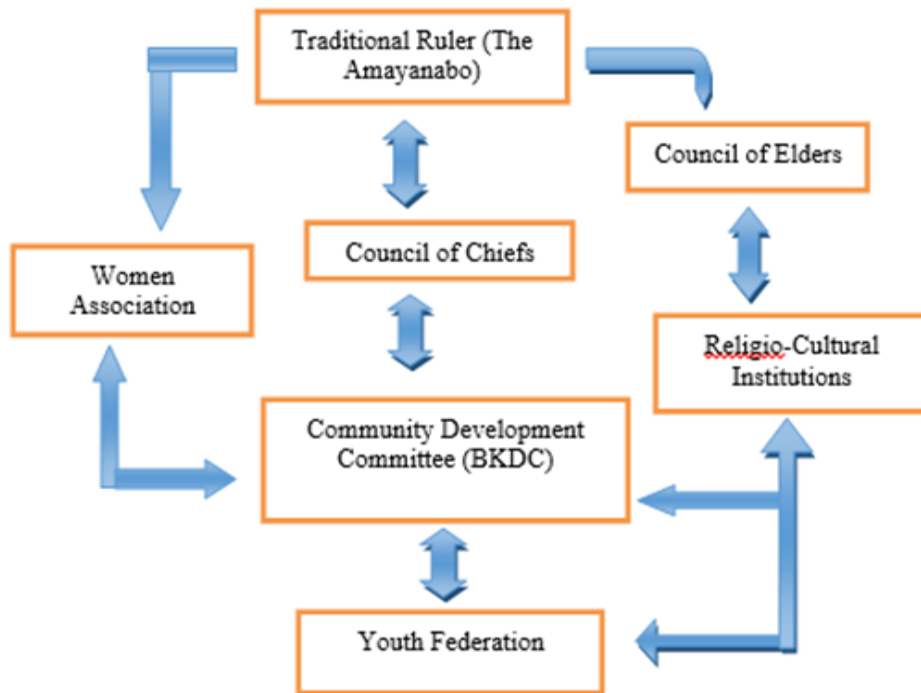 Traditional Ruler (The
Amayanabo)
Council of Elders
Council of Chiefs
Women
Association
Religio-Cultural
Institutions
Community Development
Committee (BKDC)
Youth Federation